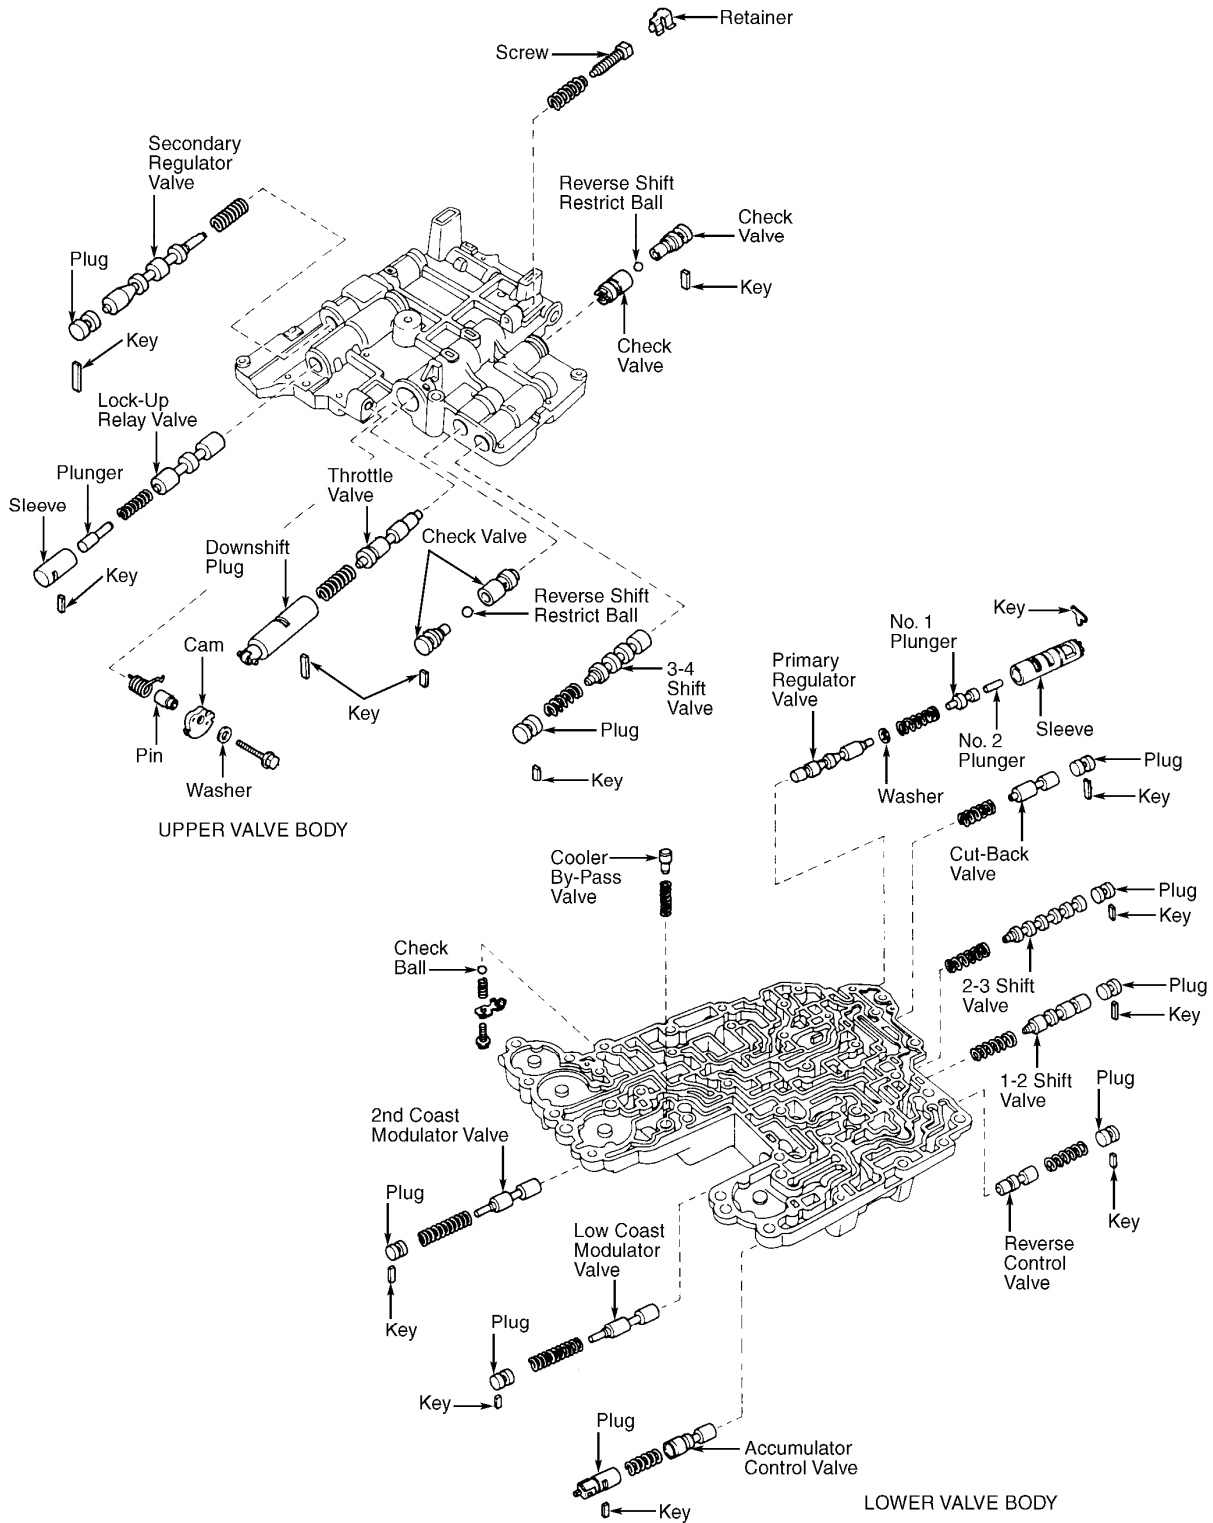 Retainer
Screw
Secondary
Regulator
Valve
Reverse Shift
Restrict Ball
Check
Valve
Plug
Key
Key
Check
Valve
Lock-Up
Relay Valve
Plunger
Throttle
Valve
Sleeve
Downshift
Plug
Check Valve
Key
Reverse Shift
Restrict Ball
Key
No. 1
Plunger
Cam
Primary
Regulator
Valve
3-4
Shift
Valve
Key
Pin
Plug
Sleeve
No. 2
Plunger
Plug
Washer
Key
Washer
Key
UPPER VALVE BODY
Cooler
By-Pass
Valve
Cut-Back
Valve
Plug
Key
Check
Ball
2-3 Shift
Valve
Plug
Key
1-2 Shift
Valve
Plug
2nd Coast
Modulator Valve
Plug
Low Coast
Modulator
Valve
Key
Reverse
Control
Valve
Key
Plug
Key
Plug
Accumulator
Control Valve
Key
LOWER VALVE BODY